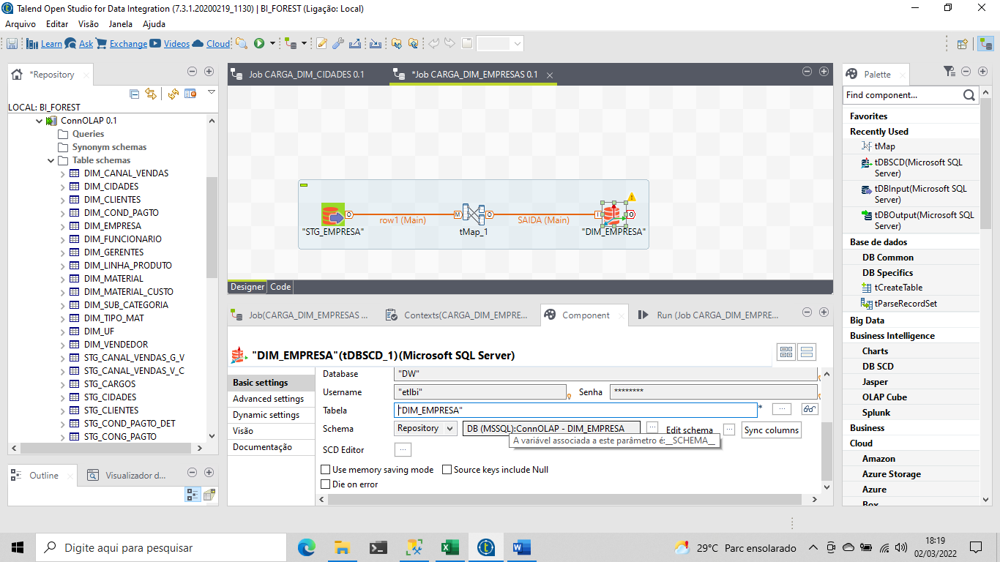 Talend Open Studio for Data Integration (7.3.1.20200219_1130) | BI_FOREST (Ligação: Local)
Arquivo Editar Visão Janela Ajuda
Learn Ask Exchange Videos Cloud
*Repository
LOCAL: BI_FOREST
ConnOLAP 0.1
Queries
Synonym schemas
Table schemas
DIM_CANAL_VENDAS
DIM_CIDADES
DIM_CLIENTES
DIM_COND_PAGTO
DIM_EMPRESA
DIM_FUNCIONARIO
DIM_GERENTES
DIM_LINHA_PRODUTO
DIM_MATERIAL
DIM_MATERIAL_CUSTO
DIM_SUB_CATEGORIA
DIM_TIPO_MAT
DIM_UF
DIM_VENDEDOR
STG_CANAL_VENDAS_G_V
STG_CANAL_VENDAS_V_C
STG_CARGOS
STG_CIDADES
STG_CLIENTES
STG_COND_PAGTO_DET
STG_CONG_PAGTO
Outline Visualizador d...
Job CARGA_DIM_CIDADES 0.1 *Job CARGA_DIM_EMPRESAS 0.1
row1 (Main) SAIDA (Main)
"STG_EMPRESA" tMap_1 "DIM_EMPRESA"
Designer Code
Job(CARGA_DIM_EMPRESAS ... Contexts(CARGA_DIM_EMPRE... Component Run (Job CARGA_DIM_EMPRE...
"DIM_EMPRESA"(tDBSCD_1)(Microsoft SQL Server)
Basic settings
Advanced settings
Dynamic settings
Visão
Documentação
Database "DW"
Username "etlbi" Senha ********
Tabela "DIM_EMPRESA" * ...
Schema Repository DB (MSSQL):ConnOLAP - DIM_EMPRESA ... Edit schema ... Sync columns
A variável associada a este parâmetro é:__SCHEMA__
SCD Editor ...
Use memory saving mode Source keys include Null
Die on error
Palette
Find component...
Favorites
Recently Used
tMap
tDBSCD(Microsoft SQL
Server)
tDBInput(Microsoft SQL
Server)
tDBOutput(Microsoft SQL
Server)
Base de dados
DB Common
DB Specifics
tCreateTable
tParseRecordSet
Big Data
Business Intelligence
Charts
DB SCD
Jasper
OLAP Cube
Splunk
Business
Cloud
Amazon
Azure Storage
Azure
Box
Digite aqui para pesquisar
29°C Parc ensolarado
18:19
02/03/2022